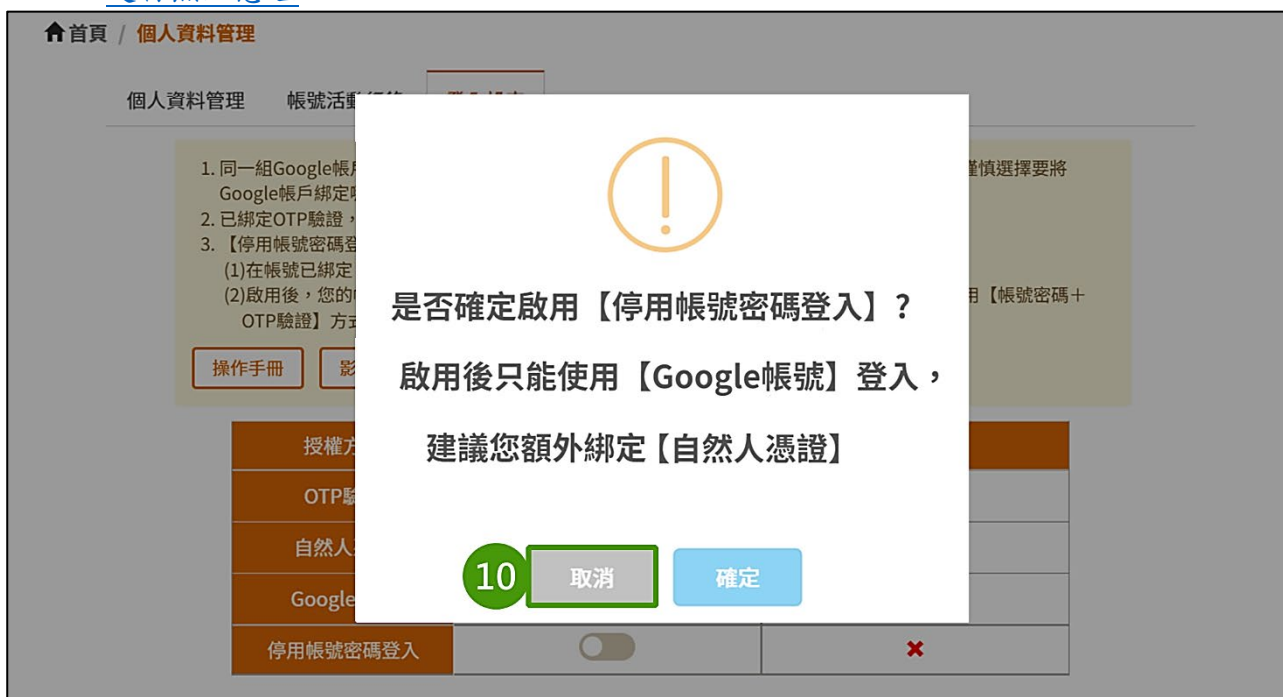 首頁 / 個人資料管理
個人資料管理 帳號活動
1. 同一組Google帳 謹慎選擇要將
Google帳戶綁定
2. 已綁定OTP驗證，
3. 【停用帳號密碼登
(1)在帳號已綁定
(2)啟用後，您的 用【帳號密碼＋
OTP驗證】方式
操作手冊 影
是否確定啟用【停用帳號密碼登入】?
啟用後只能使用【Google帳號】登入，
建議您額外綁定【自然人憑證】
10 取消 確定
授權方
OTP驗
自然人
Google
停用帳號密碼登入